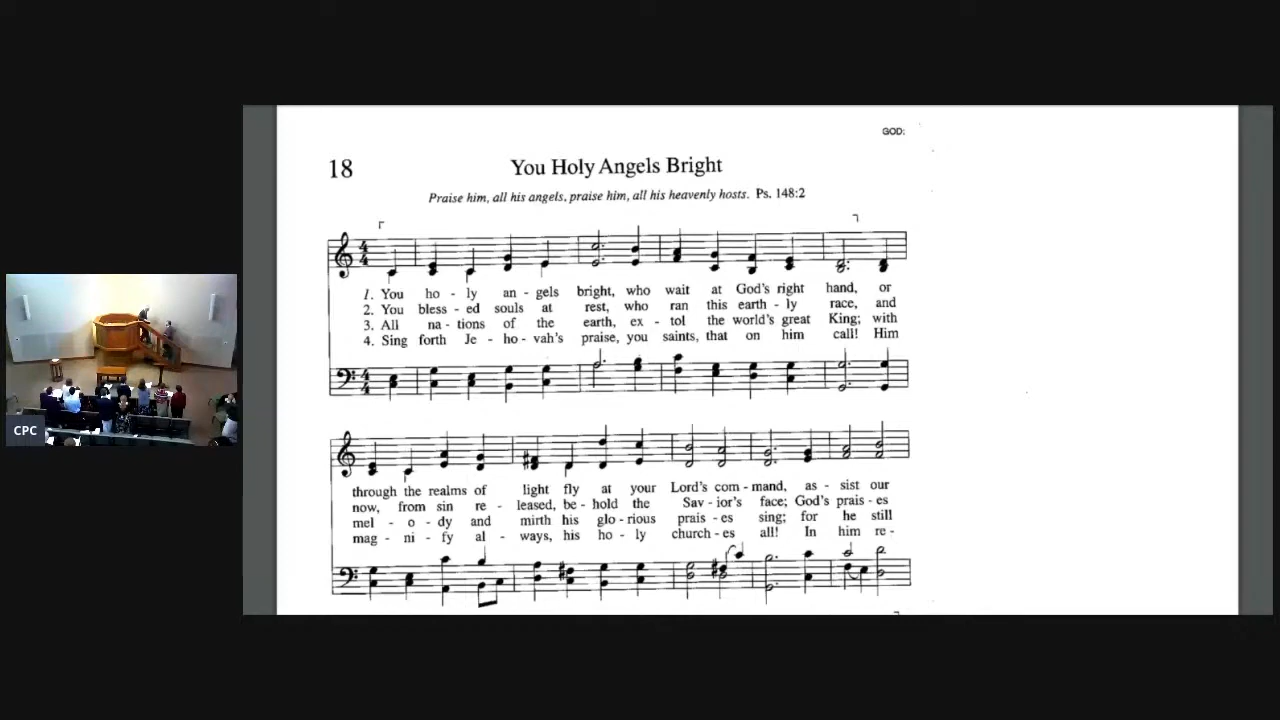 GOD:
18
You Holy Angels Bright
Praise him, all his angels, praise him, all his heavenly hosts. Ps. 148:2
1. You ho - ly an - gels bright, who wait at God's right hand, or
2. You bless - ed souls at rest, who ran this earth - ly race, and
3. All na - tions of the earth, ex - tol the world's great King; with
4. Sing forth Je - ho - vah's praise, you saints, that on him call! Him
through the realms of light fly at your Lord's com - mand, as - sist our
now, from sin re - leased, be - hold the Sav - ior's face; God's prais - es
mel - o - dy and mirth his glo - rious prais - es sing; for he still
mag - ni - fy al - ways, his ho - ly church - es all! In him re -
CPC